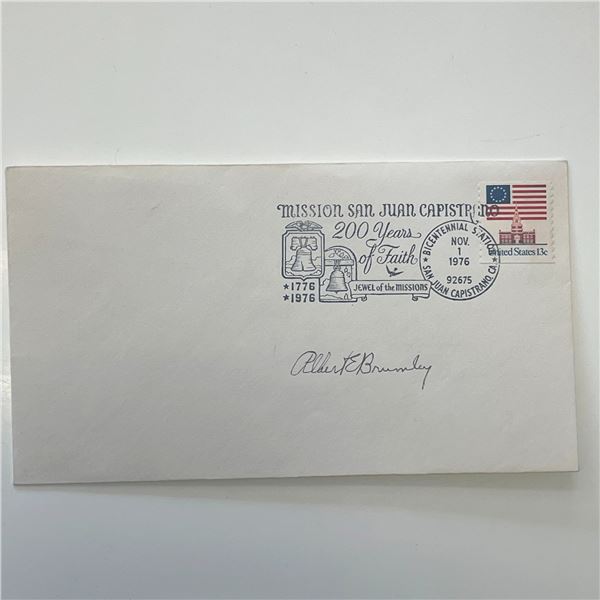 MISSION SAN JUAN CAPISTRANO
200 Years
of Faith
★1776
★1976
JEWEL of the MISSIONS
★ BICENTENNIAL STATION ★
NOV.
1
1976
92675
SAN JUAN CAPISTRANO, CA
United States 13c
Albert E Brumley